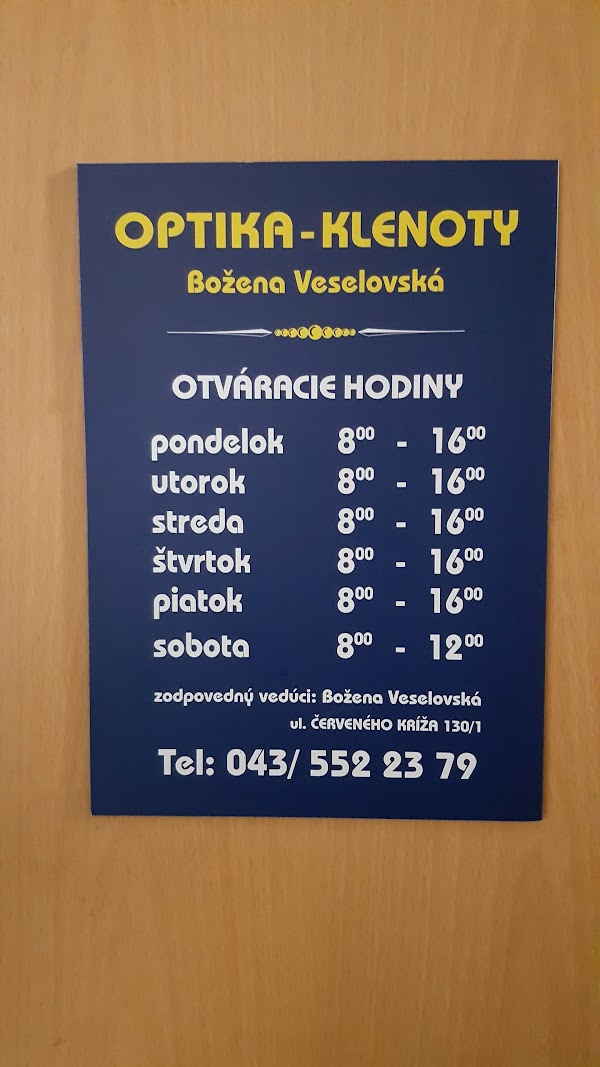 OPTIKA - KLENOTY
Božena Veselovská
OTVÁRACIE HODINY
pondelok 8⁰⁰ - 16⁰⁰
utorok 8⁰⁰ - 16⁰⁰
streda 8⁰⁰ - 16⁰⁰
štvrtok 8⁰⁰ - 16⁰⁰
piatok 8⁰⁰ - 16⁰⁰
sobota 8⁰⁰ - 12⁰⁰
zodpovedný vedúci: Božena Veselovská
ul. ČERVENÉHO KRÍŽA 130/1
Tel: 043/ 552 23 79